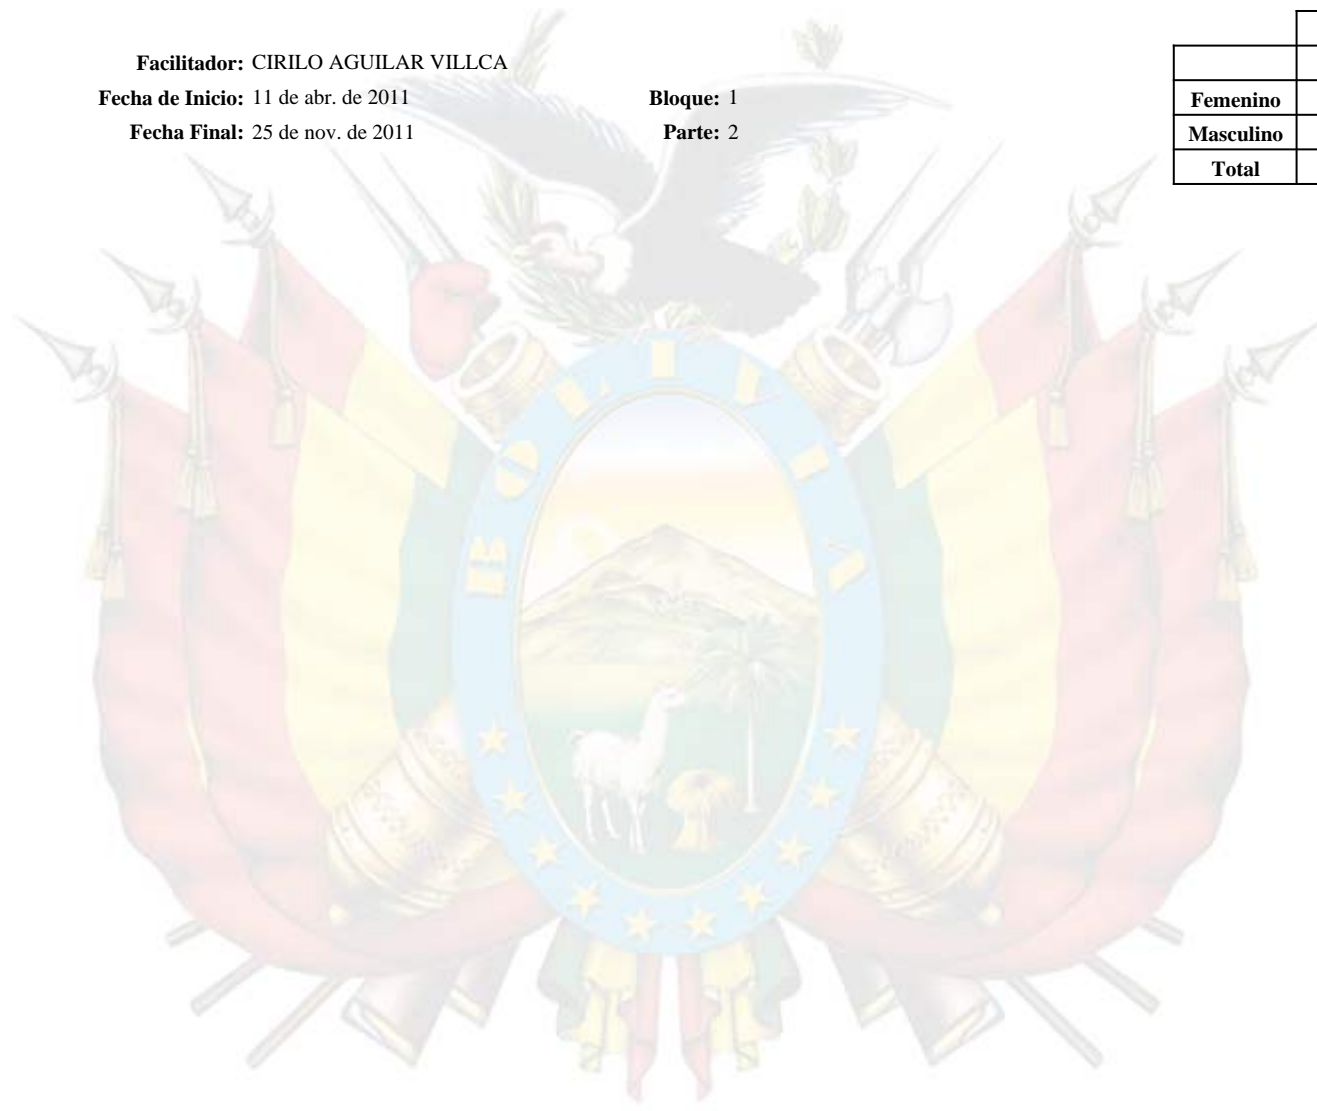 Facilitador: CIRILO AGUILAR VILLCA
Fecha de Inicio: 11 de abr. de 2011 Bloque: 1
Fecha Final: 25 de nov. de 2011 Parte: 2
Femenino
Masculino
Total
BOLIVIA